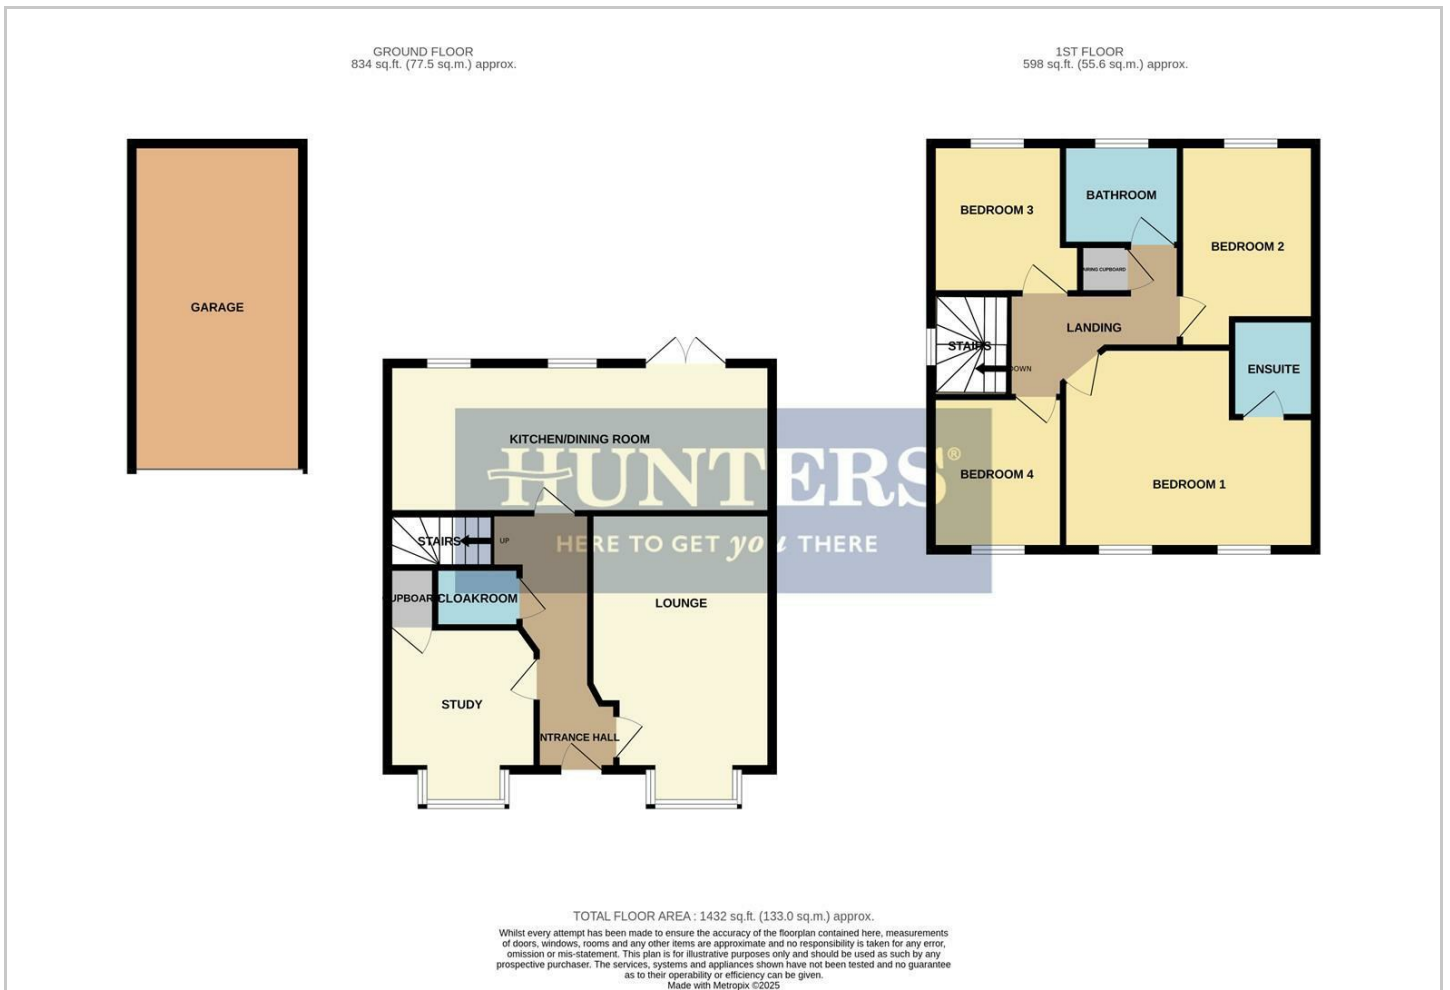 GROUND FLOOR
834 sq.ft. (77.5 sq.m.) approx.
1ST FLOOR
598 sq.ft. (55.6 sq.m.) approx.
GARAGE
KITCHEN/DINING ROOM
STAIRS
UP
CLOAKROOM
LOUNGE
STUDY
NTRANCE HALL
BEDROOM 3
BATHROOM
BEDROOM 2
LANDING
STAIRS
DOWN
ENSUITE
BEDROOM 4
BEDROOM 1
HUNTERS®
HERE TO GET you THERE
TOTAL FLOOR AREA : 1432 sq.ft. (133.0 sq.m.) approx.
Whilst every attempt has been made to ensure the accuracy of the floorplan contained here, measurements
of doors, windows, rooms and any other items are approximate and no responsibility is taken for any error,
omission or mis-statement. This plan is for illustrative purposes only and should be used as such by any
prospective purchaser. The services, systems and appliances shown have not been tested and no guarantee
as to their operability or efficiency can be given.
Made with Metropix ©2025